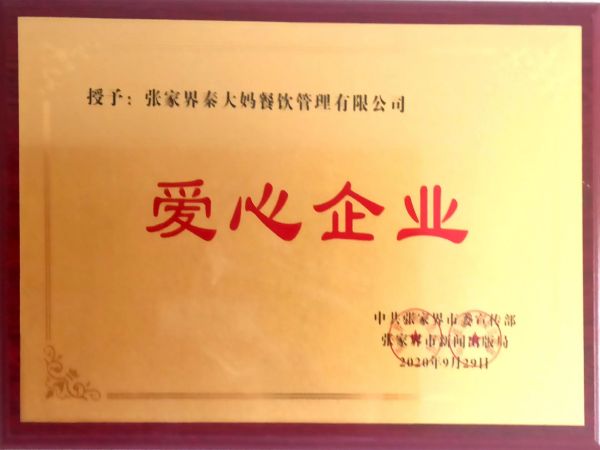 授予：张家界秦大妈餐饮管理有限公司
爱心企业
中共张家界市委宣传部
张家界市新闻出版局
2020年9月29日